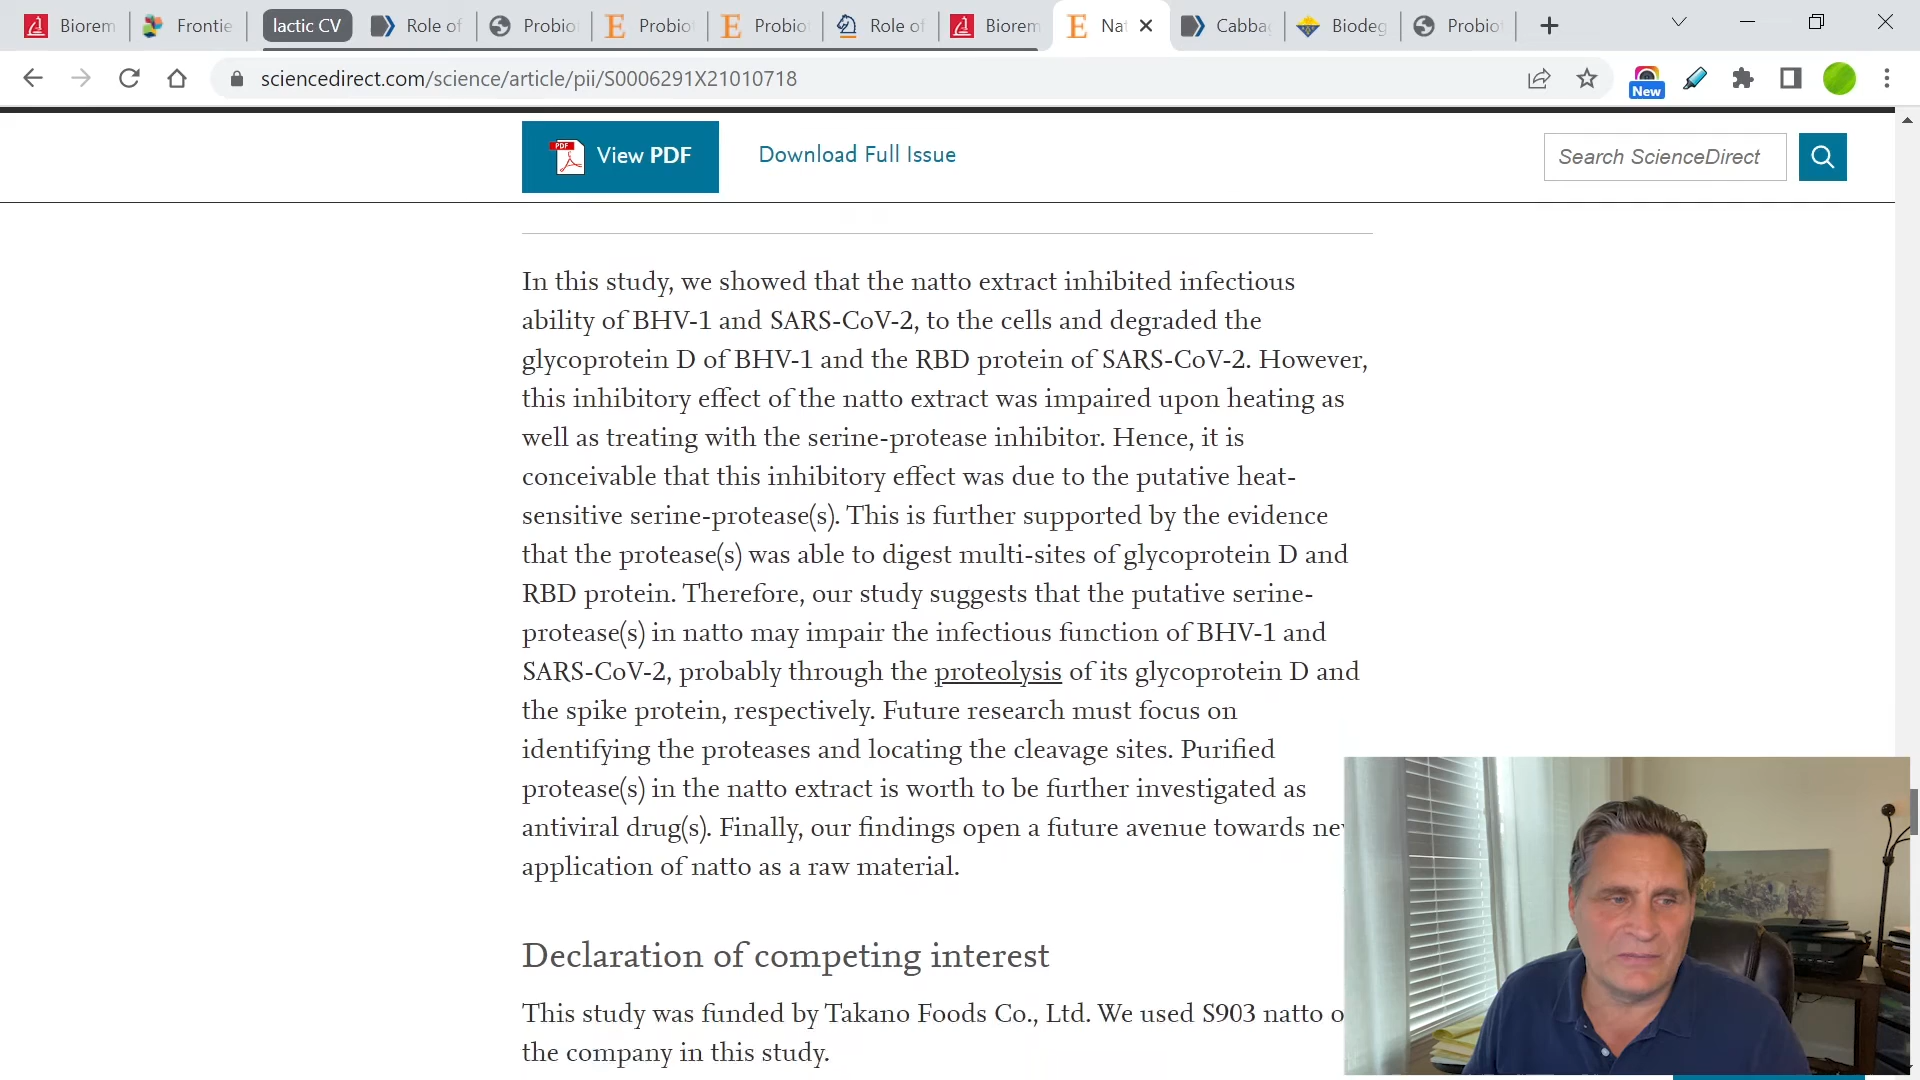 Biorem
Frontie
lactic CV
Role of
Probio
Probio
Probio
Role of
Biorem
Nat
Cabba
Biodeg
Probio
sciencedirect.com/science/article/pii/S0006291X21010718
New
PDF
View PDF
Download Full Issue
Search ScienceDirect
In this study, we showed that the natto extract inhibited infectious
ability of BHV-1 and SARS-CoV-2, to the cells and degraded the
glycoprotein D of BHV-1 and the RBD protein of SARS-CoV-2. However,
this inhibitory effect of the natto extract was impaired upon heating as
well as treating with the serine-protease inhibitor. Hence, it is
conceivable that this inhibitory effect was due to the putative heat-
sensitive serine-protease(s). This is further supported by the evidence
that the protease(s) was able to digest multi-sites of glycoprotein D and
RBD protein. Therefore, our study suggests that the putative serine-
protease(s) in natto may impair the infectious function of BHV-1 and
SARS-CoV-2, probably through the proteolysis of its glycoprotein D and
the spike protein, respectively. Future research must focus on
identifying the proteases and locating the cleavage sites. Purified
protease(s) in the natto extract is worth to be further investigated as
antiviral drug(s). Finally, our findings open a future avenue towards
application of natto as a raw material.
Declaration of competing interest
This study was funded by Takano Foods Co., Ltd. We used S903 natto
the company in this study.